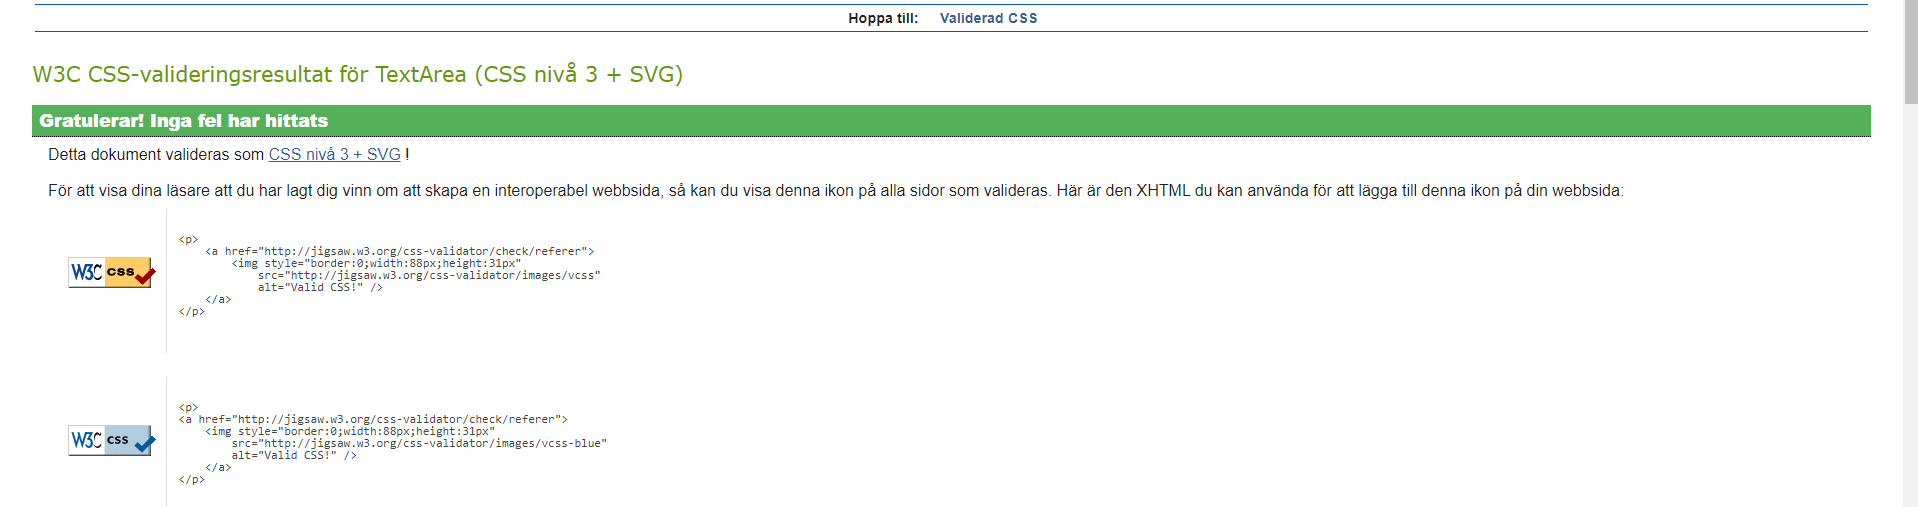 Hoppa till: Validerad CSS
W3C CSS-valideringsresultat för TextArea (CSS nivå 3 + SVG)
Gratulerar! Inga fel har hittats
Detta dokument valideras som CSS nivå 3 + SVG !
För att visa dina läsare att du har lagt dig vinn om att skapa en interoperabel webbsida, så kan du visa denna ikon på alla sidor som valideras. Här är den XHTML du kan använda för att lägga till denna ikon på din webbsida:
W3C CSS
<p>
    <a href="http://jigsaw.w3.org/css-validator/check/referer">
        <img style="border:0;width:88px;height:31px"
            src="http://jigsaw.w3.org/css-validator/images/vcss"
            alt="Valid CSS!" />
    </a>
</p>
W3C CSS
<p>
<a href="http://jigsaw.w3.org/css-validator/check/referer">
    <img style="border:0;width:88px;height:31px"
        src="http://jigsaw.w3.org/css-validator/images/vcss-blue"
        alt="Valid CSS!" />
    </a>
</p>